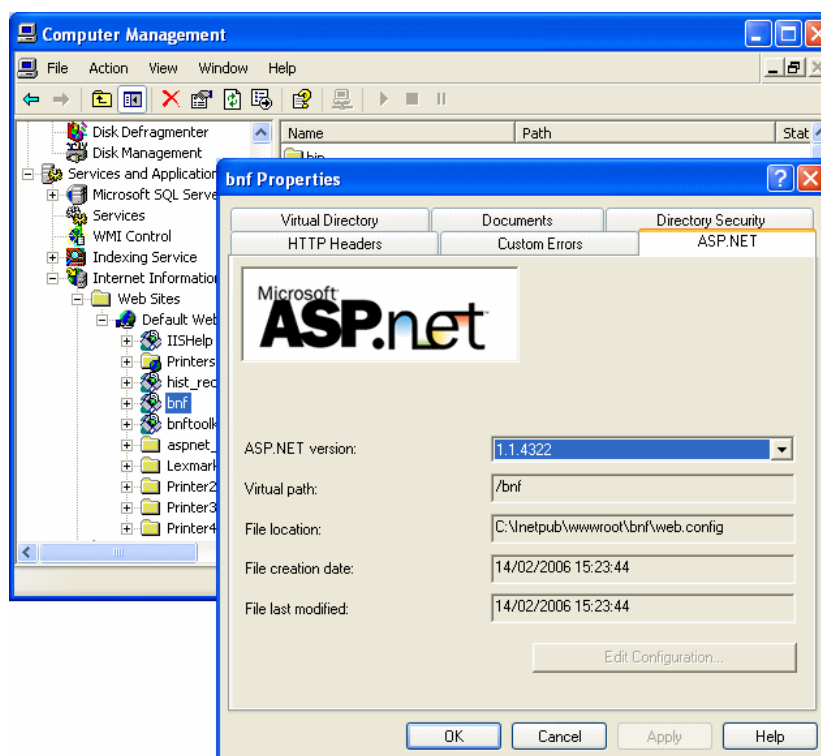 Computer Management
File Action View Window Help
Disk Defragmenter
Disk Management
Services and Application
Microsoft SQL Serve
Services
WMI Control
Indexing Service
Internet Information
Web Sites
Default Web
IISHelp
Printers
hist_rec
bnf
bnftoolk
aspnet_
Lexmark
Printer2
Printer3
Printer4
Name Path Stat
bin
bnf Properties
Virtual Directory Documents Directory Security
HTTP Headers Custom Errors ASP.NET
Microsoft
ASP.net
ASP.NET version: 1.1.4322
Virtual path: /bnf
File location: C:\Inetpub\wwwroot\bnf\web.config
File creation date: 14/02/2006 15:23:44
File last modified: 14/02/2006 15:23:44
Edit Configuration...
OK Cancel Apply Help